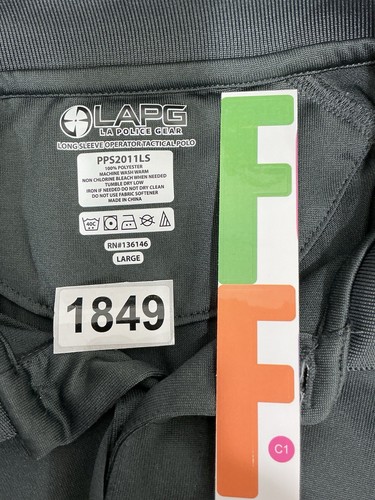 LAPG
LA POLICE GEAR
LONG SLEEVE OPERATOR TACTICAL POLO
PPS2011LS
100% POLYESTER
MACHINE WASH WARM
NON CHLORINE BLEACH WHEN NEEDED
TUMBLE DRY LOW
IRON IF NEEDED DO NOT DRY CLEAN
DO NOT USE FABRIC SOFTENER
MADE IN CHINA
40C
RN#136146
LARGE
1849
F
F
C1